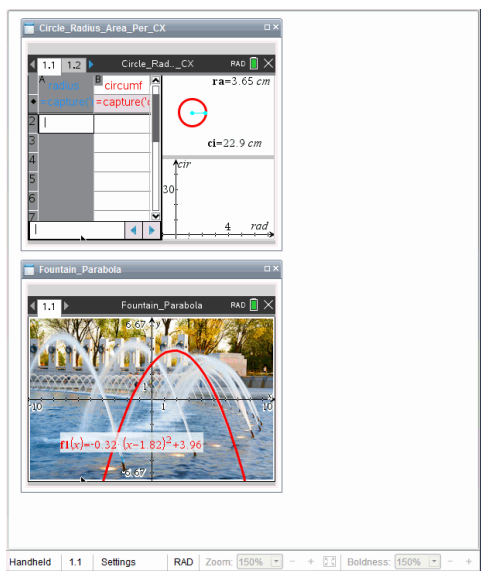 Circle_Radius_Area_Per_CX
1.1 1.2 Circle_Rad..._CX RAD
A radius B circumf
=capture('r =capture('c
2
3
4
5
6
7
ra=3.65 cm
ci=22.9 cm
cir
30
4 rad
Fountain_Parabola
1.1 Fountain_Parabola RAD
6.67 y
1
-10 1 10 x
f1(x)=-0.32·(x-1.82)²+3.96
-6.67
Handheld 1.1 Settings RAD Zoom: 150% - + Boldness: 150% - +